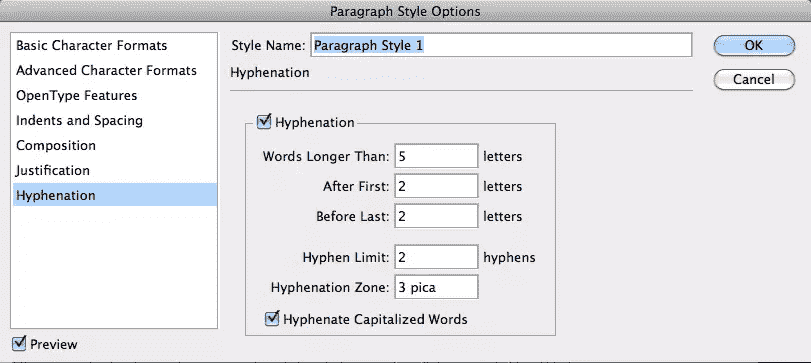 Paragraph Style Options
Basic Character Formats
Advanced Character Formats
OpenType Features
Indents and Spacing
Composition
Justification
Hyphenation
Preview
Style Name: Paragraph Style 1
Hyphenation
Hyphenation
Words Longer Than: 5 letters
After First: 2 letters
Before Last: 2 letters
Hyphen Limit: 2 hyphens
Hyphenation Zone: 3 pica
Hyphenate Capitalized Words
OK
Cancel